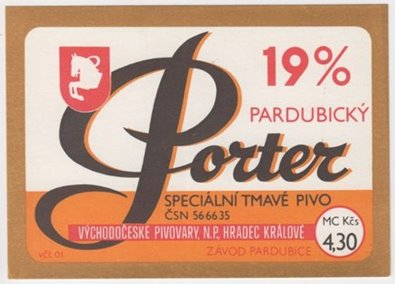 19%
PARDUBICKÝ
Porter
SPECIÁLNÍ TMAVÉ PIVO
ČSN 566635
VÝCHODOČESKÉ PIVOVARY, N.P., HRADEC KRÁLOVÉ
MC Kčs
4,30
VČL 01
ZÁVOD PARDUBICE